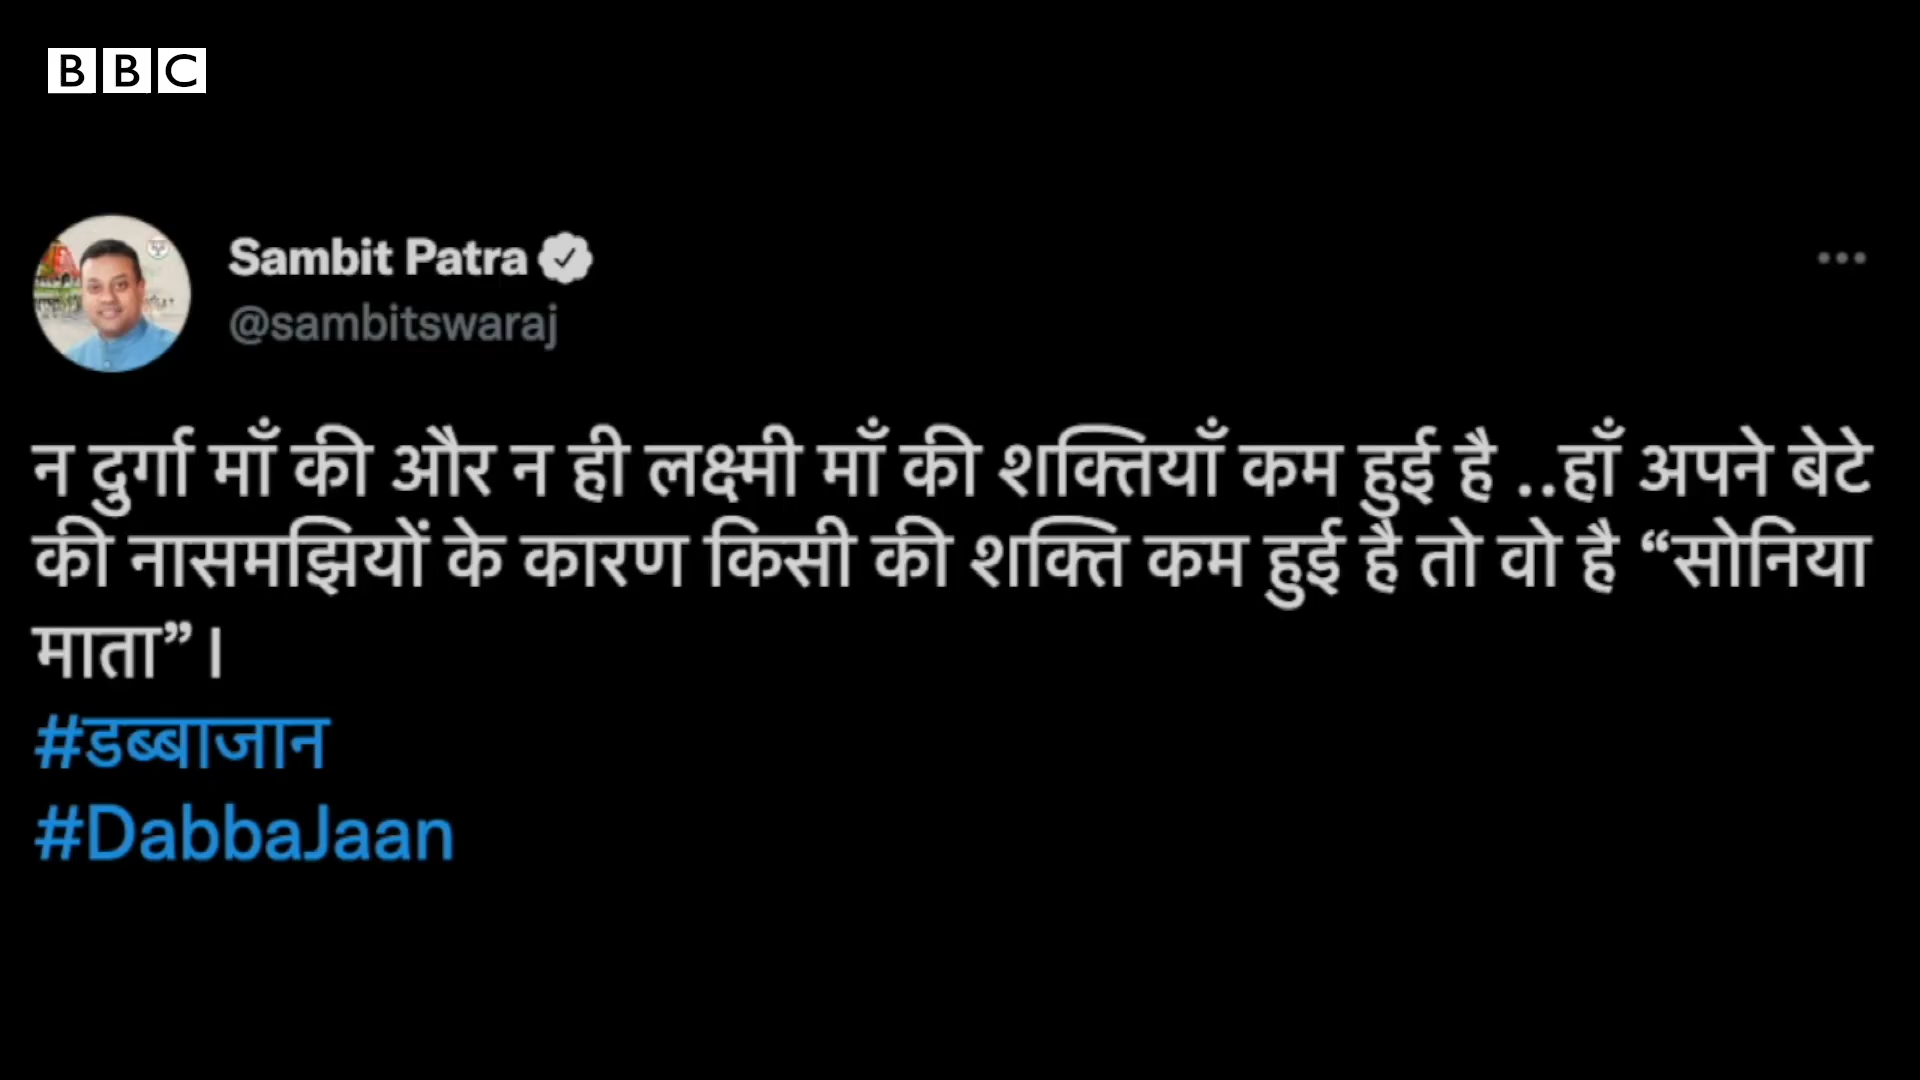 BBC
Sambit Patra
@sambitswaraj
न दुर्गा माँ की और न ही लक्ष्मी माँ की शक्तियाँ कम हुई है ..हाँ अपने बेटे
की नासमझियों के कारण किसी की शक्ति कम हुई है तो वो है “सोनिया
माता”।
#डब्बाजान
#DabbaJaan